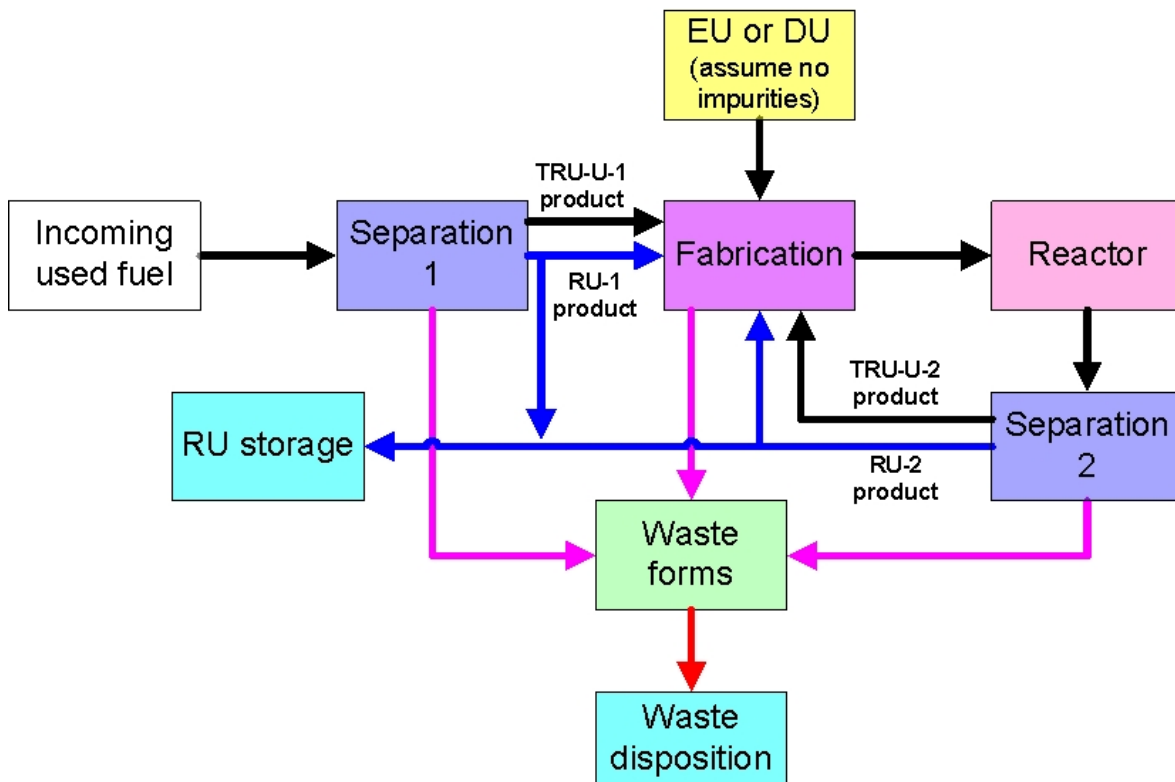 EU or DU
(assume no
impurities)
TRU-U-1
product
Incoming
used fuel
Separation
1
Fabrication
Reactor
RU-1
product
TRU-U-2
product
RU storage
Separation
2
RU-2
product
Waste
forms
Waste
disposition